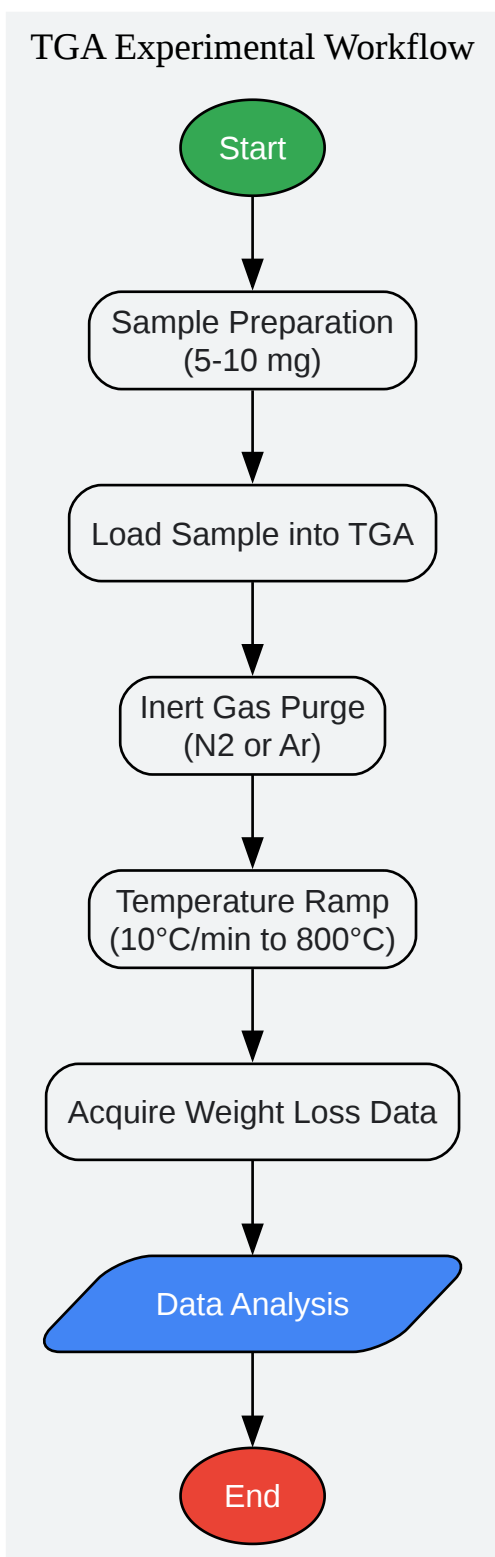 TGA Experimental Workflow
Start
Sample Preparation
(5-10 mg)
Load Sample into TGA
Inert Gas Purge
(N2 or Ar)
Temperature Ramp
(10°C/min to 800°C)
Acquire Weight Loss Data
Data Analysis
End